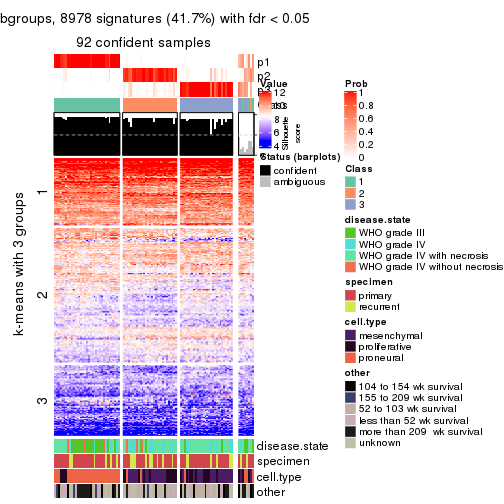 bgroups, 8978 signatures (41.7%) with fdr < 0.05
92 confident samples
p1
p2
p3
Value
12
10
8
6
4
Silhouette
score
Status (barplots)
confident
ambiguous
Prob
1
0.8
0.6
0.4
0.2
0
Class
1
2
3
disease.state
WHO grade III
WHO grade IV
WHO grade IV with necrosis
WHO grade IV without necrosis
specimen
primary
recurrent
cell.type
mesenchymal
proliferative
proneural
other
104 to 154 wk survival
155 to 209 wk survival
52 to 103 wk survival
less than 52 wk survival
more than 209 wk survival
unknown
k-means with 3 groups
1
2
3
disease.state
specimen
cell.type
other